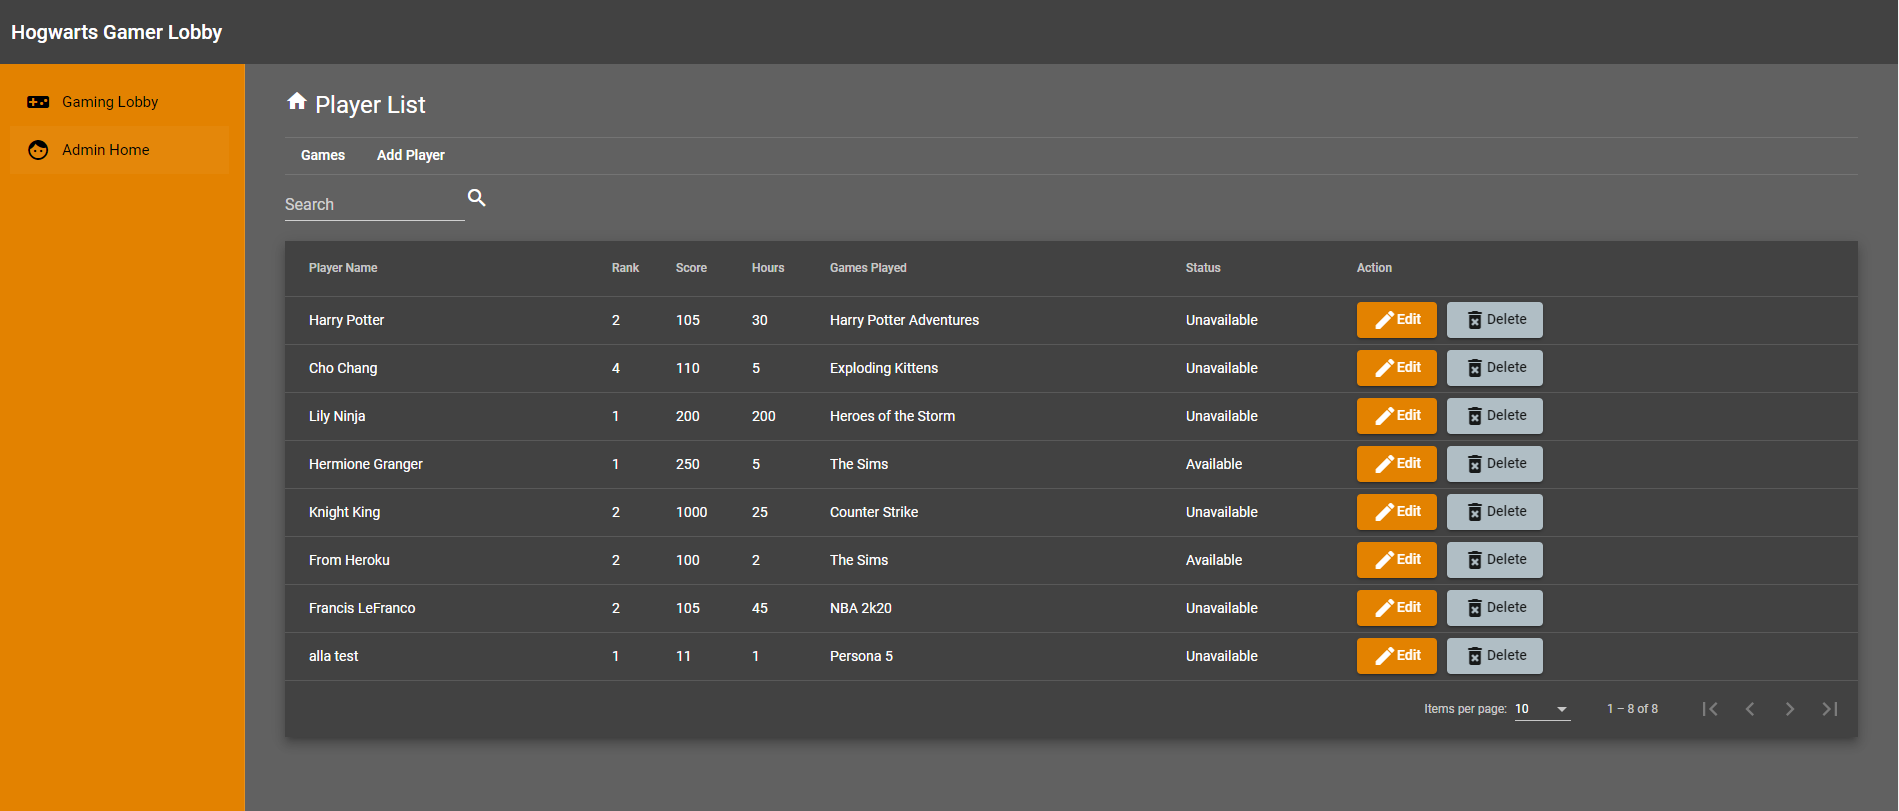 Hogwarts Gamer Lobby
Gaming Lobby
Admin Home
Player List
Games Add Player
Search
Player Name Rank Score Hours Games Played Status Action
Harry Potter 2 105 30 Harry Potter Adventures Unavailable Edit Delete
Cho Chang 4 110 5 Exploding Kittens Unavailable Edit Delete
Lily Ninja 1 200 200 Heroes of the Storm Unavailable Edit Delete
Hermione Granger 1 250 5 The Sims Available Edit Delete
Knight King 2 1000 25 Counter Strike Unavailable Edit Delete
From Heroku 2 100 2 The Sims Available Edit Delete
Francis LeFranco 2 105 45 NBA 2k20 Unavailable Edit Delete
alla test 1 11 1 Persona 5 Unavailable Edit Delete
Items per page: 10 1 – 8 of 8